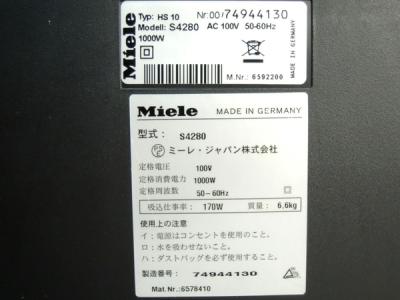 Miele
Typ: HS 10 Nr:00/74944130
Modell: S4280 AC 100V 50-60Hz
1000W
M.Nr.: 6592200
Miele MADE IN GERMANY
MADE IN GERMANY
型式: S4280
ミーレ・ジャパン株式会社
定格電圧 100V
定格消費電力 1000W
定格周波数 50-60Hz
吸込仕事率: 170W 質量: 6,6kg
使用上の注意
イ:電源はコンセントを使用のこと。
ロ:水を吸わせないこと。
ハ:ダストバッグを必ず使用すること。
製造番号: 74944130
Mat.Nr.: 6578410